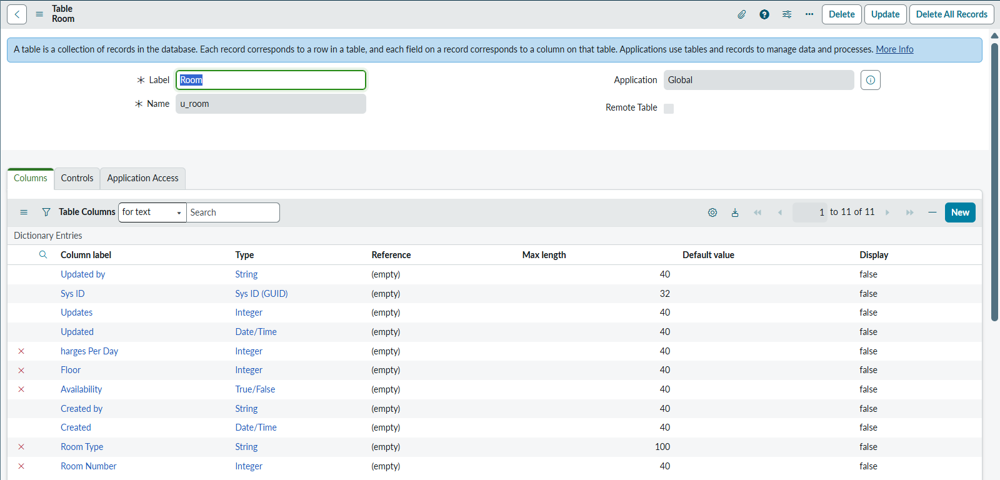 Table
Room
Delete
Update
Delete All Records
A table is a collection of records in the database. Each record corresponds to a row in a table, and each field on a record corresponds to a column on that table. Applications use tables and records to manage data and processes. More Info
Label Room
Application Global
Name u_room
Remote Table
Columns Controls Application Access
Table Columns for text Search 1 to 11 of 11 New
Dictionary Entries
Column label Type Reference Max length Default value Display
Updated by String (empty) 40 false
Sys ID Sys ID (GUID) (empty) 32 false
Updates Integer (empty) 40 false
Updated Date/Time (empty) 40 false
harges Per Day Integer (empty) 40 false
Floor Integer (empty) 40 false
Availability True/False (empty) 40 false
Created by String (empty) 40 false
Created Date/Time (empty) 40 false
Room Type String (empty) 100 false
Room Number Integer (empty) 40 false